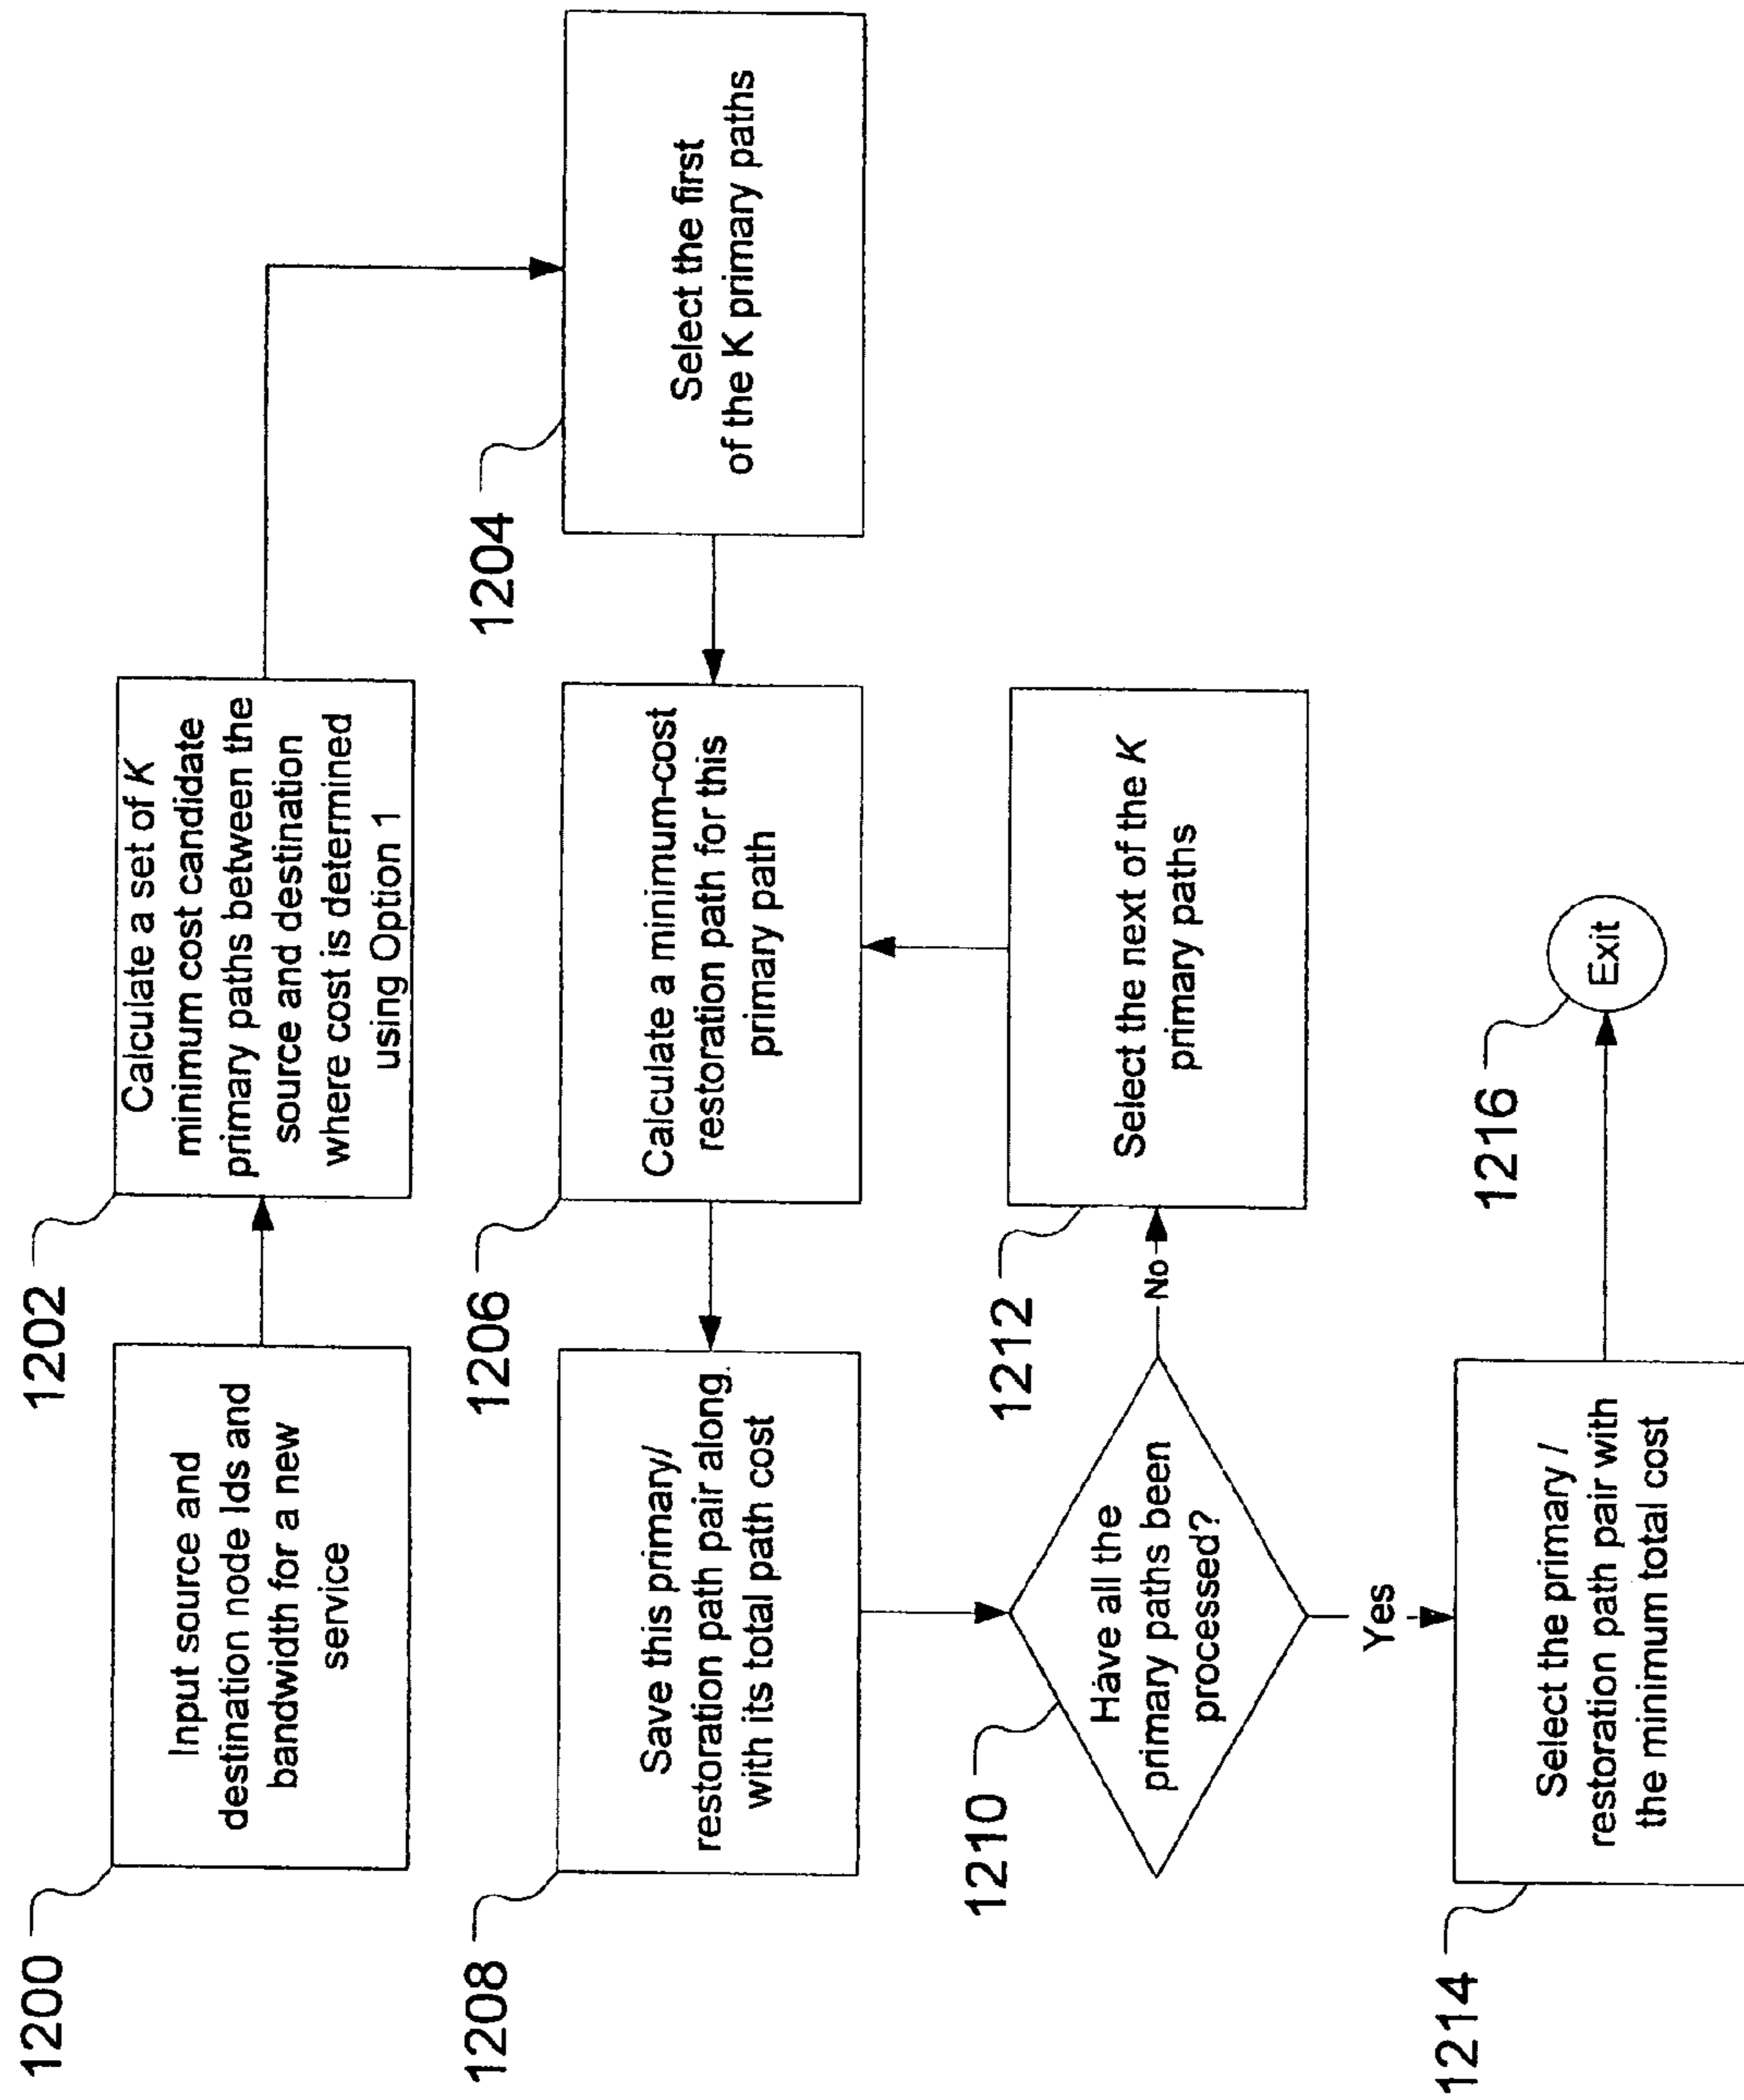 1200
Input source and
destination node Ids and
bandwidth for a new
service
1202
Calculate a set of K
minimum cost candidate
primary paths between the
source and destination
where cost is determined
using Option 1
1204
Select the first
of the K primary paths
1206
Calculate a minimum-cost
restoration path for this
primary path
1208
Save this primary/
restoration path pair along
with its total path cost
1210
Have all the
primary paths been
processed?
No
1212
Select the next of the K
primary paths
Yes
1214
Select the primary /
restoration path pair with
the minimum total cost
1216
Exit